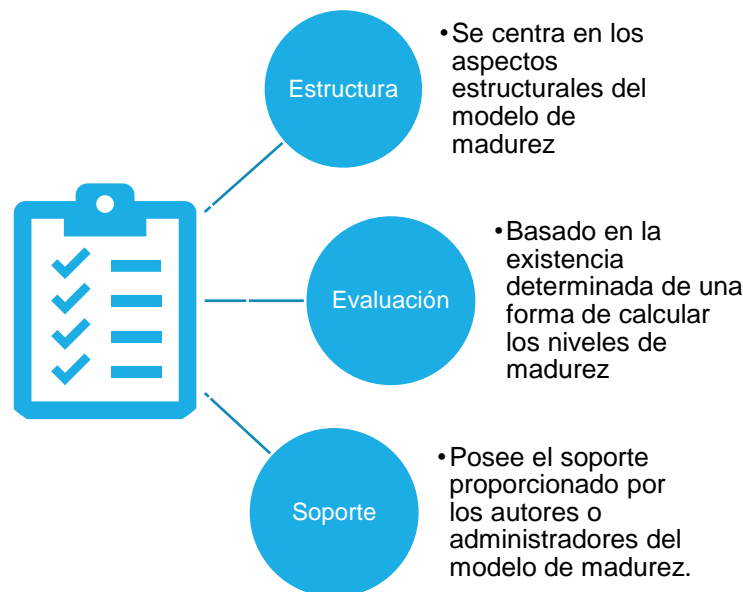 Estructura
•Se centra en los
aspectos
estructurales del
modelo de
madurez
Evaluación
•Basado en la
existencia
determinada de una
forma de calcular
los niveles de
madurez
Soporte
•Posee el soporte
proporcionado por
los autores o
administradores del
modelo de madurez.